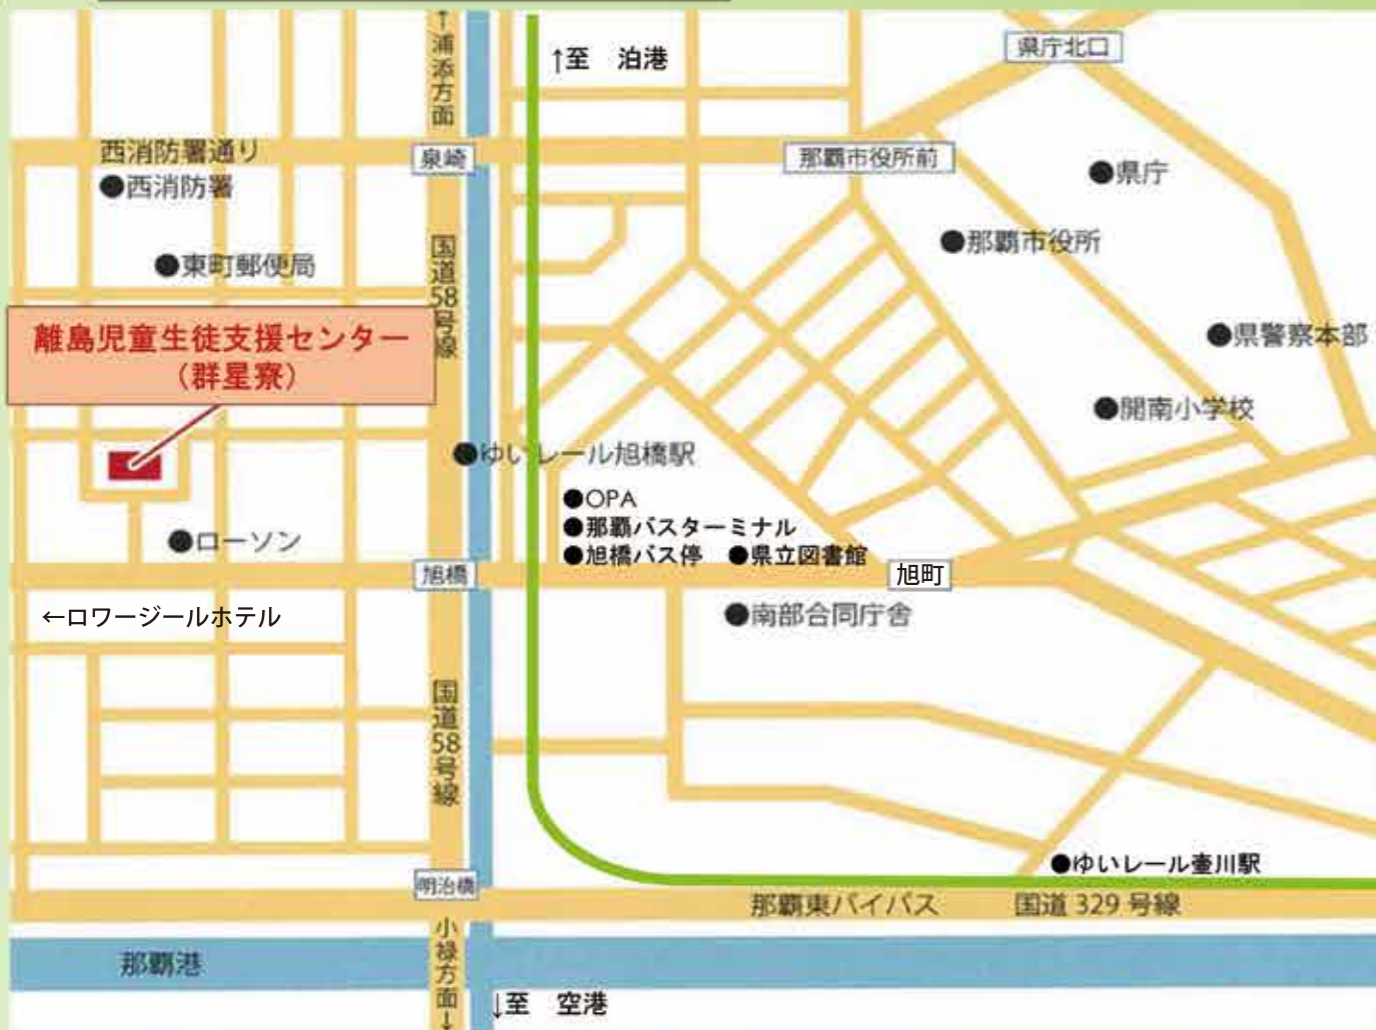 ↑浦添方面
↑至　泊港
県庁北口
西消防署通り
泉崎
那覇市役所前
●西消防署
●県庁
●那覇市役所
●東町郵便局
国道58号線
離島児童生徒支援センター
（群星寮）
●県警察本部
●開南小学校
●ゆいレール旭橋駅
●OPA
●那覇バスターミナル
●旭橋バス停　●県立図書館
●ローソン
旭橋
旭町
←ロワージールホテル
●南部合同庁舎
国道58号線
●ゆいレール壷川駅
明治橋
那覇東バイパス
国道 329 号線
小禄方面↓
那覇港
↓至　空港